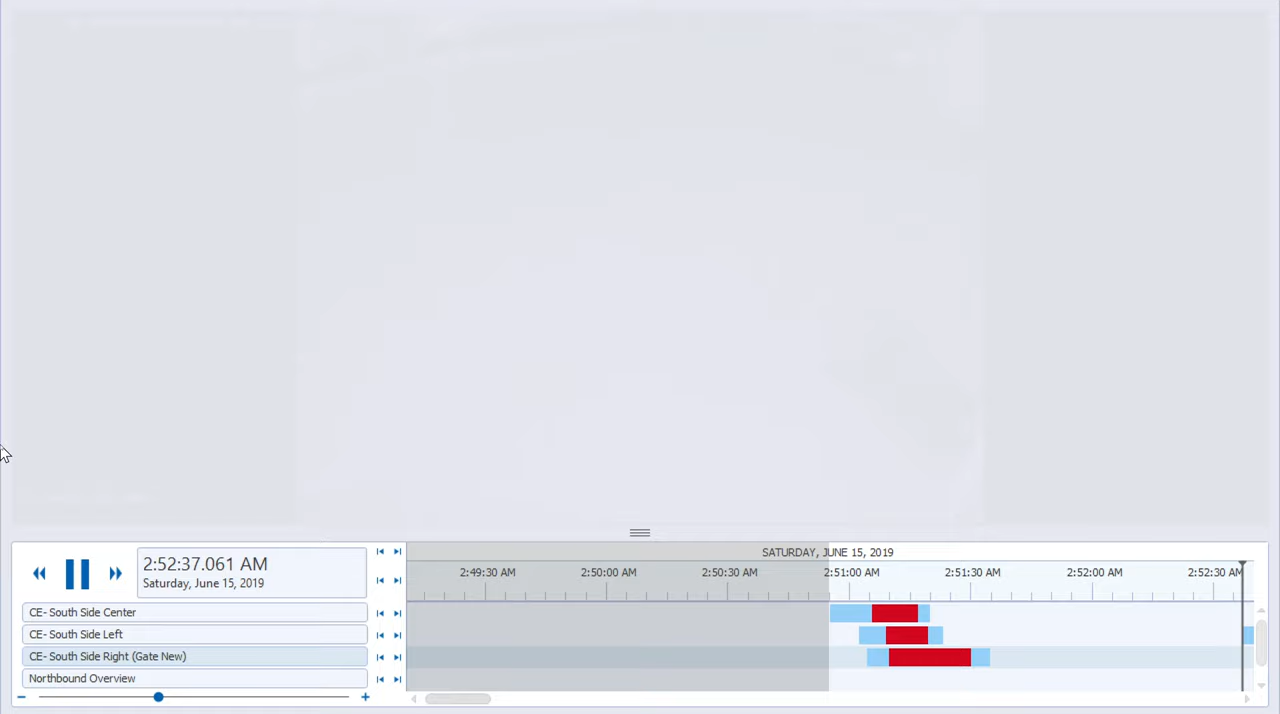 SATURDAY, JUNE 15, 2019
2:52:37.061 AM
Saturday, June 15, 2019
2:49:30 AM 2:50:00 AM 2:50:30 AM 2:51:00 AM 2:51:30 AM 2:52:00 AM 2:52:30 AM
CE- South Side Center
CE- South Side Left
CE- South Side Right (Gate New)
Northbound Overview